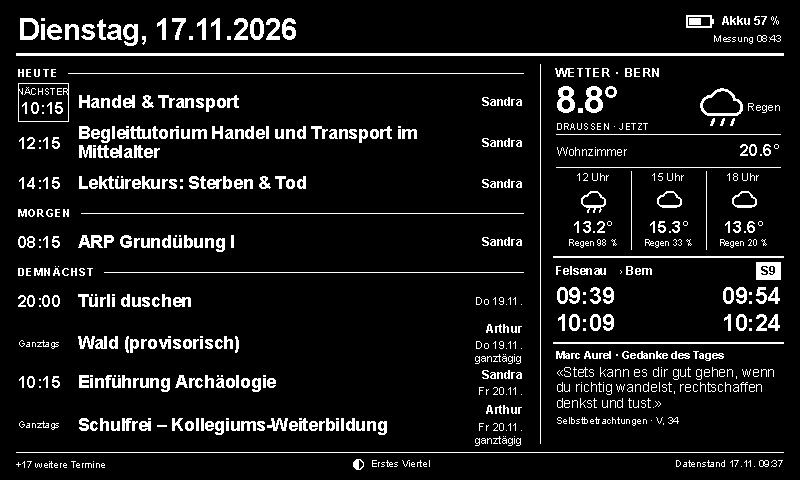 Dienstag, 17.11.2026
Akku 57 %
Messung 08:43
HEUTE
NÄCHSTER
10:15 Handel & Transport Sandra
12:15 Begleittutorium Handel und Transport im
Mittelalter Sandra
14:15 Lektürekurs: Sterben & Tod Sandra
MORGEN
08:15 ARP Grundübung I Sandra
DEMNÄCHST
20:00 Türli duschen Do 19.11.
Ganztags Wald (provisorisch) Arthur
Do 19.11.
ganztägig
10:15 Einführung Archäologie Sandra
Fr 20.11.
Ganztags Schulfrei – Kollegiums-Weiterbildung Arthur
Fr 20.11.
ganztägig
WETTER · BERN
8.8° Regen
DRAUSSEN · JETZT
Wohnzimmer 20.6°
12 Uhr 15 Uhr 18 Uhr
13.2° 15.3° 13.6°
Regen 98 % Regen 33 % Regen 20 %
Felsenau → Bern S9
09:39 09:54
10:09 10:24
Marc Aurel · Gedanke des Tages
«Stets kann es dir gut gehen, wenn
du richtig wandelst, rechtschaffen
denkst und tust.»
Selbstbetrachtungen · V, 34
+17 weitere Termine Erstes Viertel Datenstand 17.11. 09:37